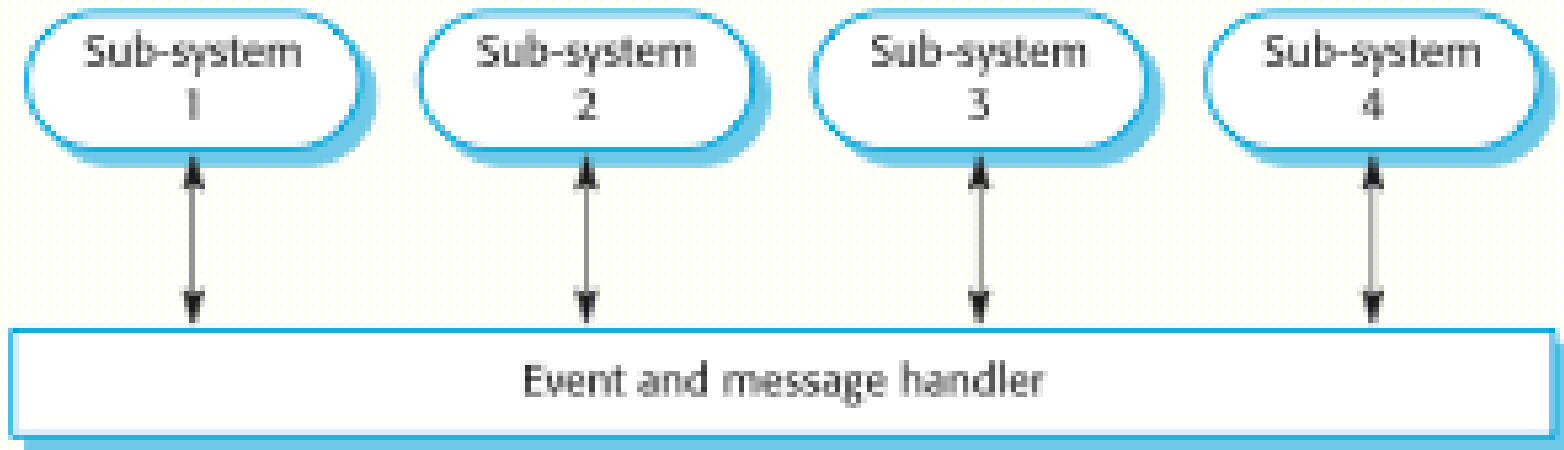 Sub-system
1
Sub-system
2
Sub-system
3
Sub-system
4
Event and message handler